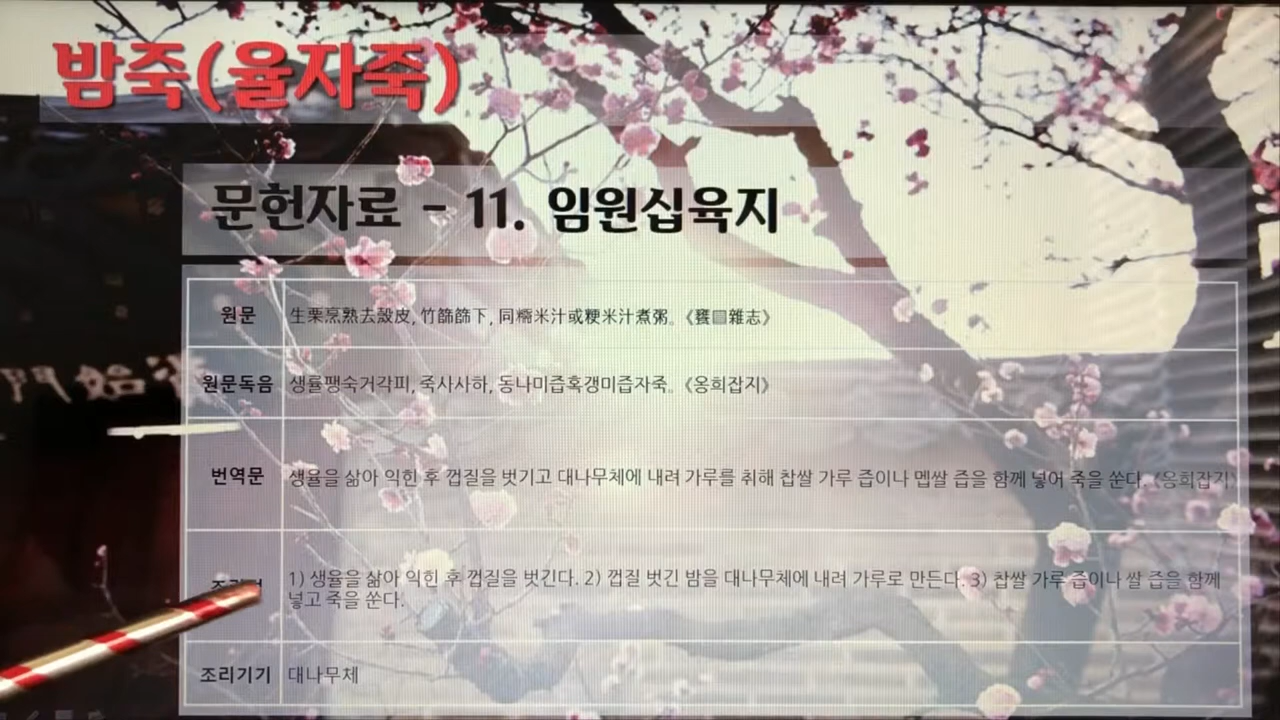 밤죽(율자죽)
문헌자료 - 11. 임원십육지
원문
生栗烹熟去殼皮, 竹篩篩下, 同糯米汁或粳米汁煮粥。《饔▨雜志》
원문독음
생률팽숙거각피, 죽사사하, 동나미즙혹갱미즙자죽。《옹희잡지》
번역문
생율을 삶아 익힌 후 껍질을 벗기고 대나무체에 내려 가루를 취해 찹쌀 가루 즙이나 멥쌀 즙을 함께 넣어 죽을 쑨다.《옹희잡지》
1) 생율을 삶아 익힌 후 껍질을 벗긴다. 2) 껍질 벗긴 밤을 대나무체에 내려 가루로 만든다. 3) 찹쌀 가루 즙이나 쌀 즙을 함께
넣고 죽을 쑨다.
조리기기
대나무체
門始